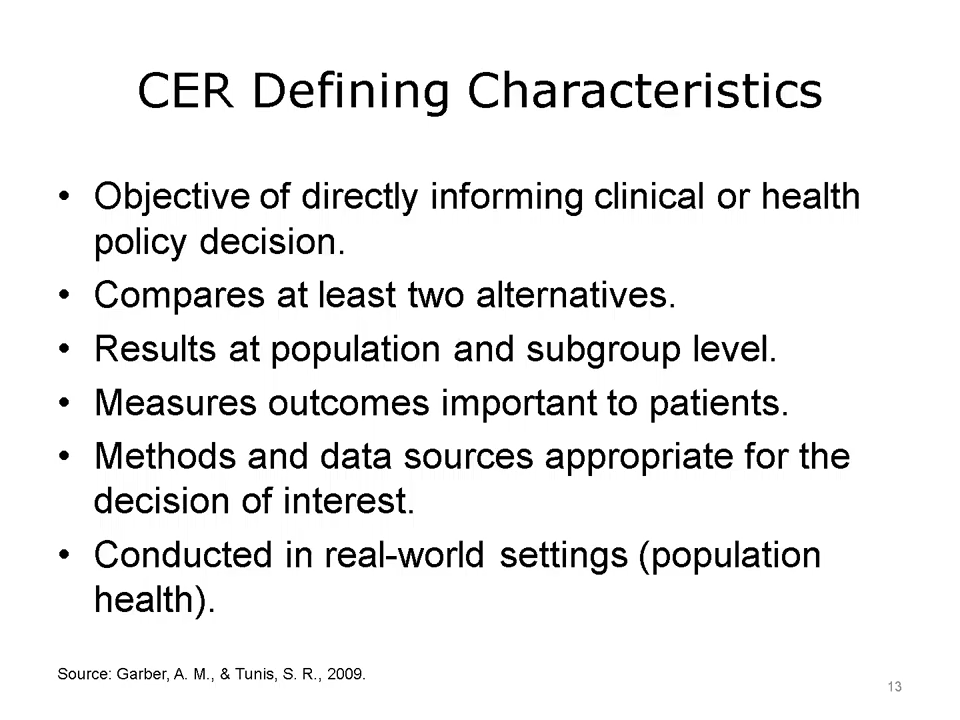 CER Defining Characteristics
• Objective of directly informing clinical or health
policy decision.
• Compares at least two alternatives.
• Results at population and subgroup level.
• Measures outcomes important to patients.
• Methods and data sources appropriate for the
decision of interest.
• Conducted in real-world settings (population
health).
Source: Garber, A. M., & Tunis, S. R., 2009.
13